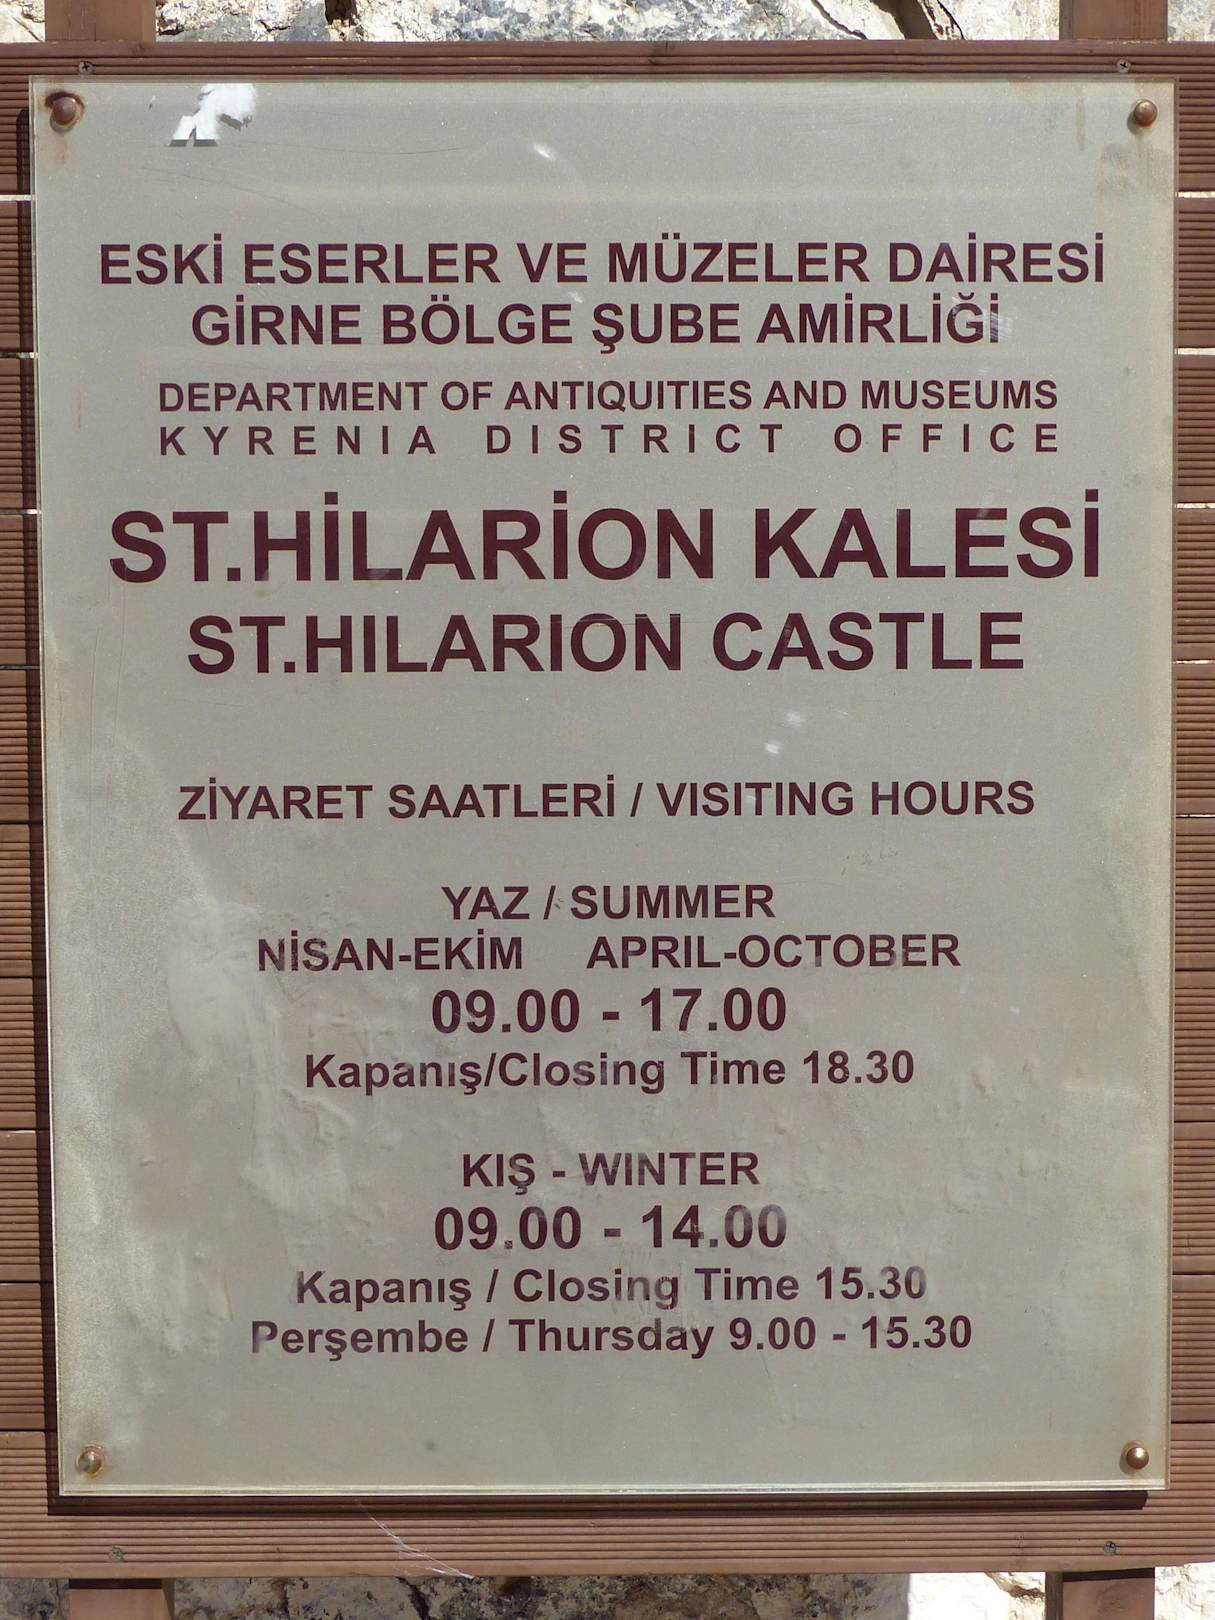 ESKİ ESERLER VE MÜZELER DAİRESİ
GİRNE BÖLGE ŞUBE AMİRLİĞİ
DEPARTMENT OF ANTIQUITIES AND MUSEUMS
KYRENIA DISTRICT OFFICE
ST.HİLARİON KALESİ
ST.HILARION CASTLE
ZİYARET SAATLERİ / VISITING HOURS
YAZ / SUMMER
NİSAN-EKİM APRIL-OCTOBER
09.00 - 17.00
Kapanış/Closing Time 18.30
KIŞ - WINTER
09.00 - 14.00
Kapanış / Closing Time 15.30
Perşembe / Thursday 9.00 - 15.30